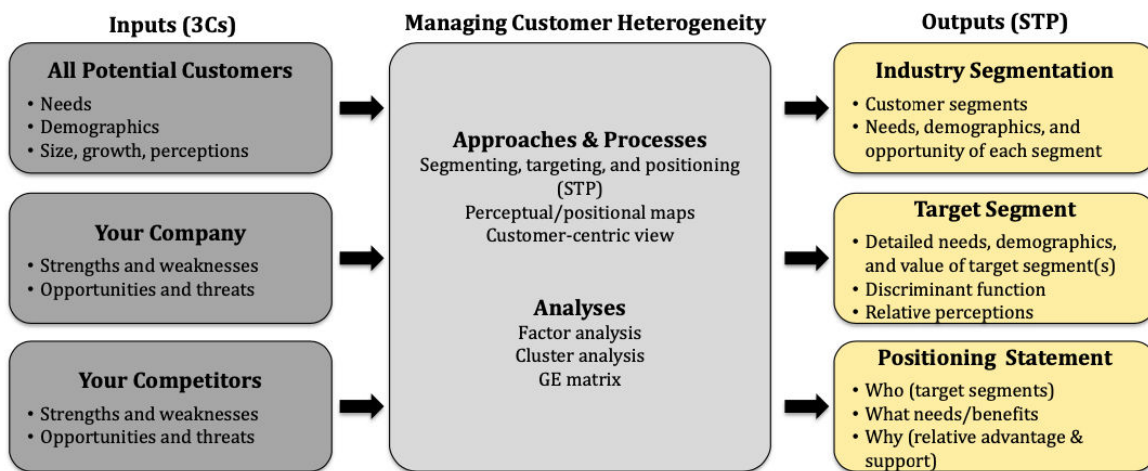 Inputs (3Cs)
All Potential Customers
• Needs
• Demographics
• Size, growth, perceptions
Your Company
• Strengths and weaknesses
• Opportunities and threats
Your Competitors
• Strengths and weaknesses
• Opportunities and threats
Managing Customer Heterogeneity
Approaches & Processes
Segmenting, targeting, and positioning
(STP)
Perceptual/positional maps
Customer-centric view
Analyses
Factor analysis
Cluster analysis
GE matrix
Outputs (STP)
Industry Segmentation
• Customer segments
• Needs, demographics, and
opportunity of each segment
Target Segment
• Detailed needs, demographics,
and value of target segment(s)
• Discriminant function
• Relative perceptions
Positioning Statement
• Who (target segments)
• What needs/benefits
• Why (relative advantage &
support)